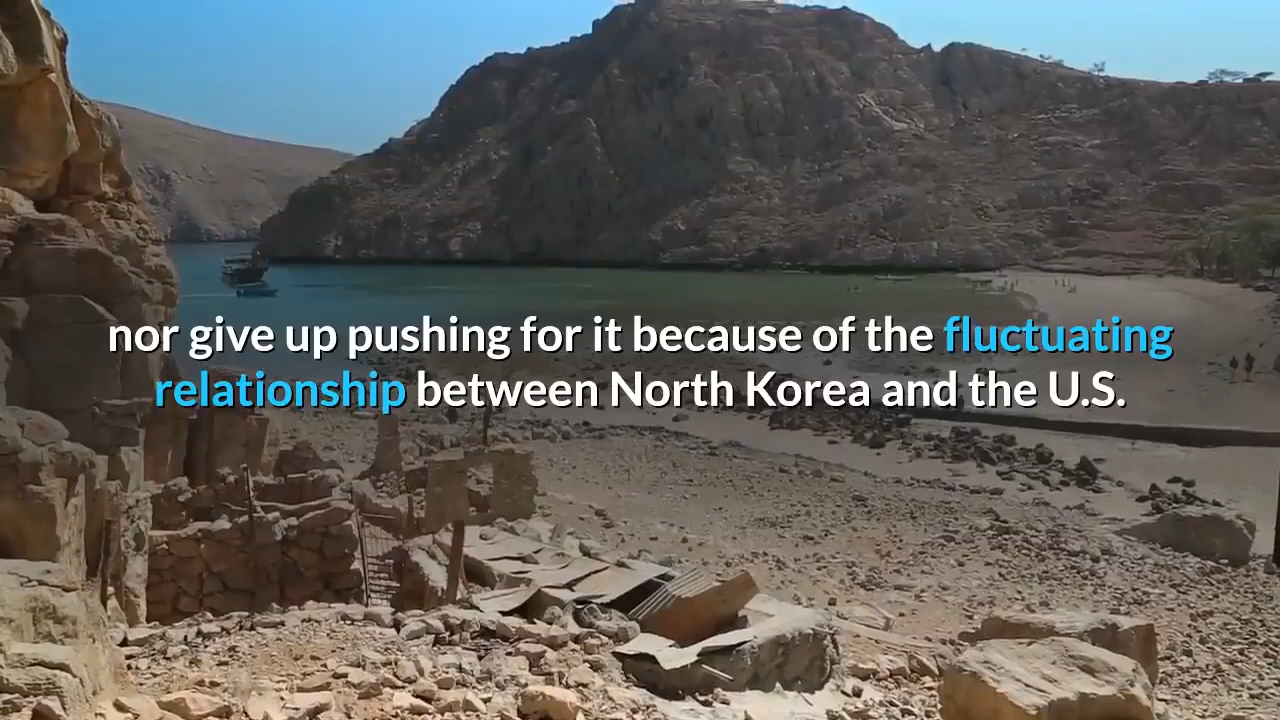 nor give up pushing for it because of the fluctuating
relationship between North Korea and the U.S.